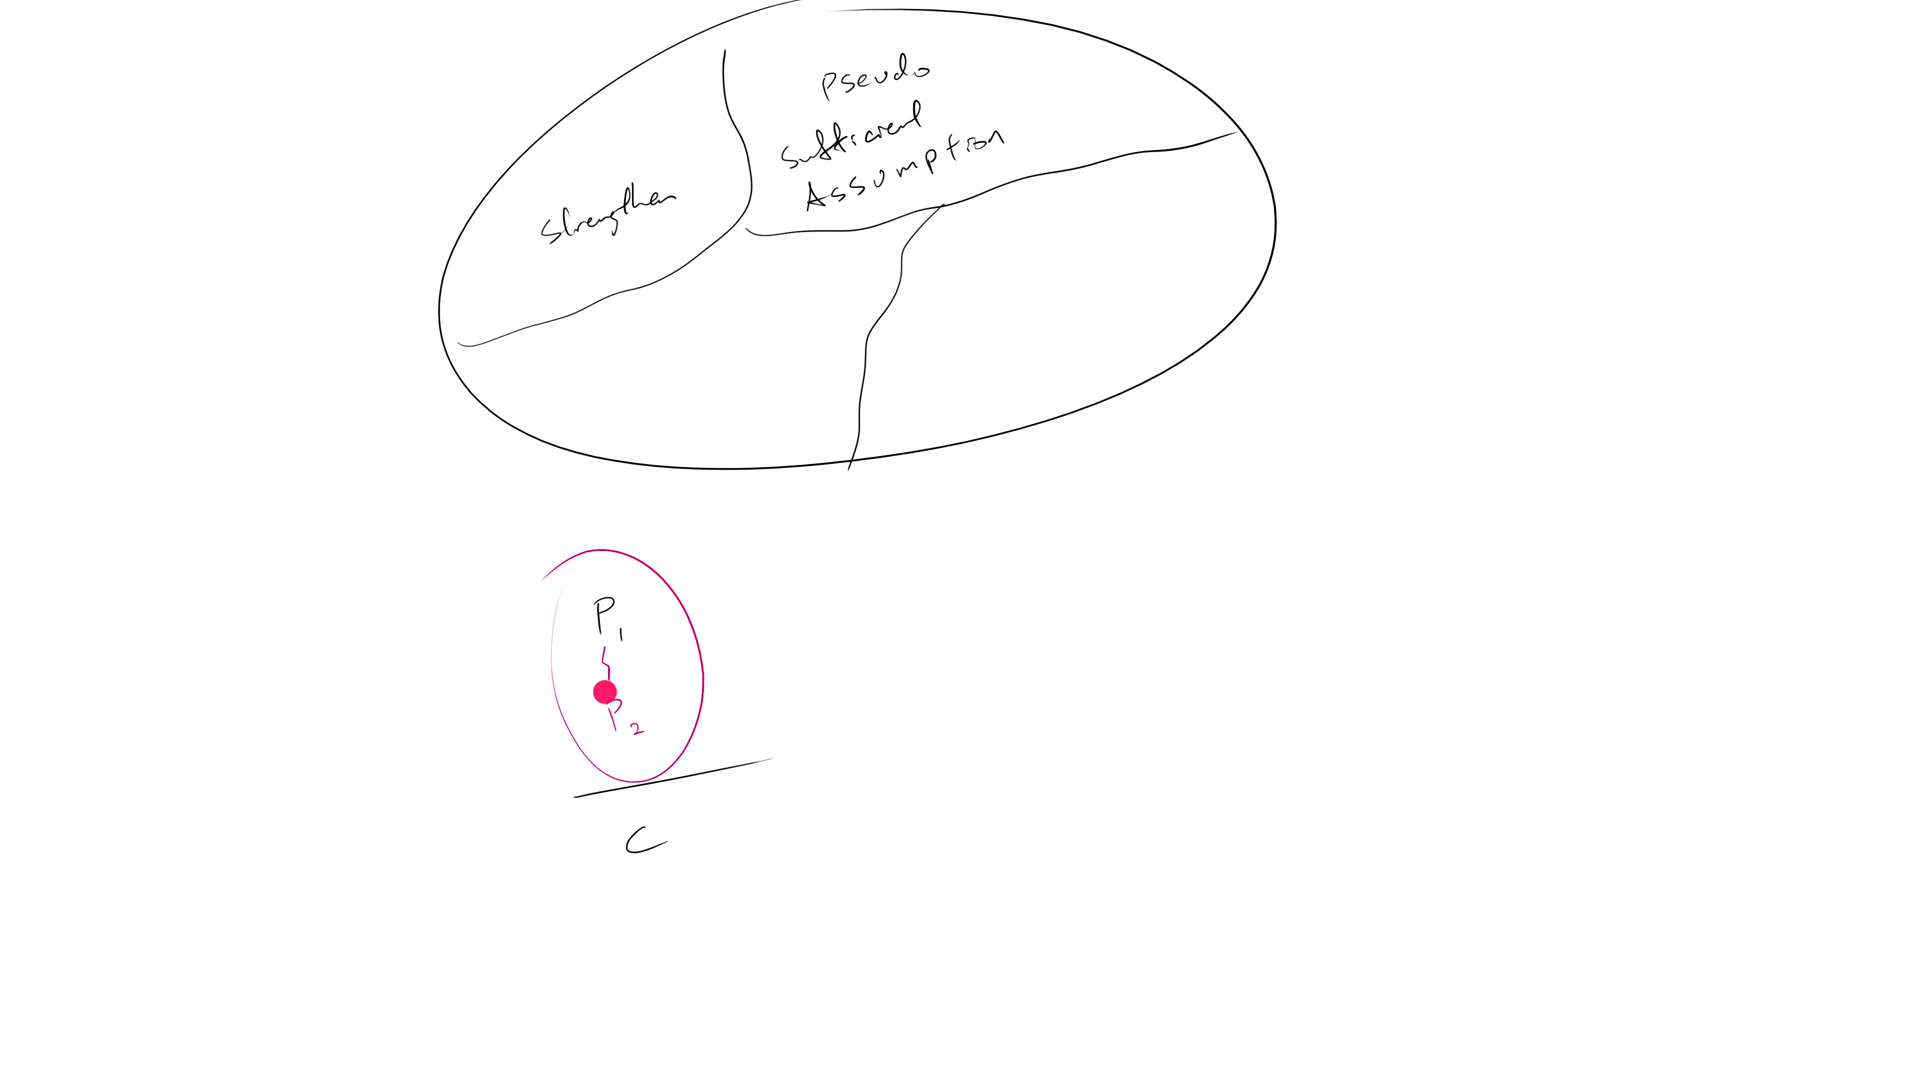 Pseudo
Sufficient
Assumption
Strengthen
P1
P2
C